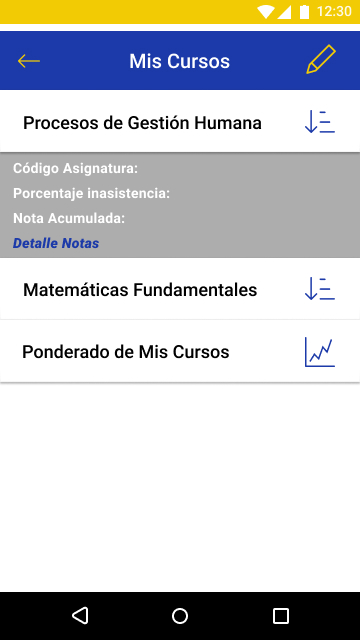 12:30
Mis Cursos
Procesos de Gestión Humana
Código Asignatura:
Porcentaje inasistencia:
Nota Acumulada:
Detalle Notas
Matemáticas Fundamentales
Ponderado de Mis Cursos